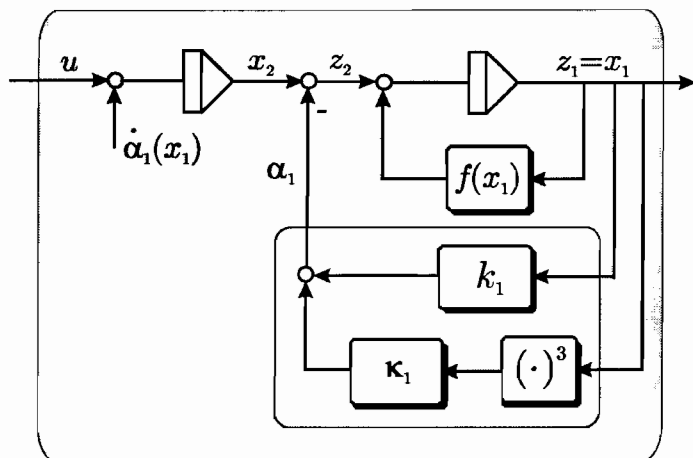 u
x₂
z₂
z₁=x₁
-
α̇₁(x₁)
α₁
f(x₁)
k₁
κ₁
(·)³